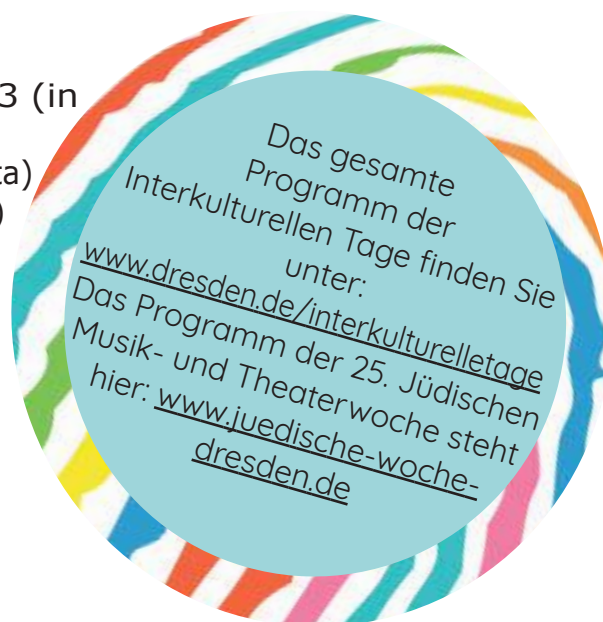 3 (in
ta)
)
Das gesamte
Programm der
Interkulturellen Tage finden Sie
unter:
www.dresden.de/interkulturelletage
Das Programm der 25. Jüdischen
Musik- und Theaterwoche steht
hier: www.juedische-woche-
dresden.de